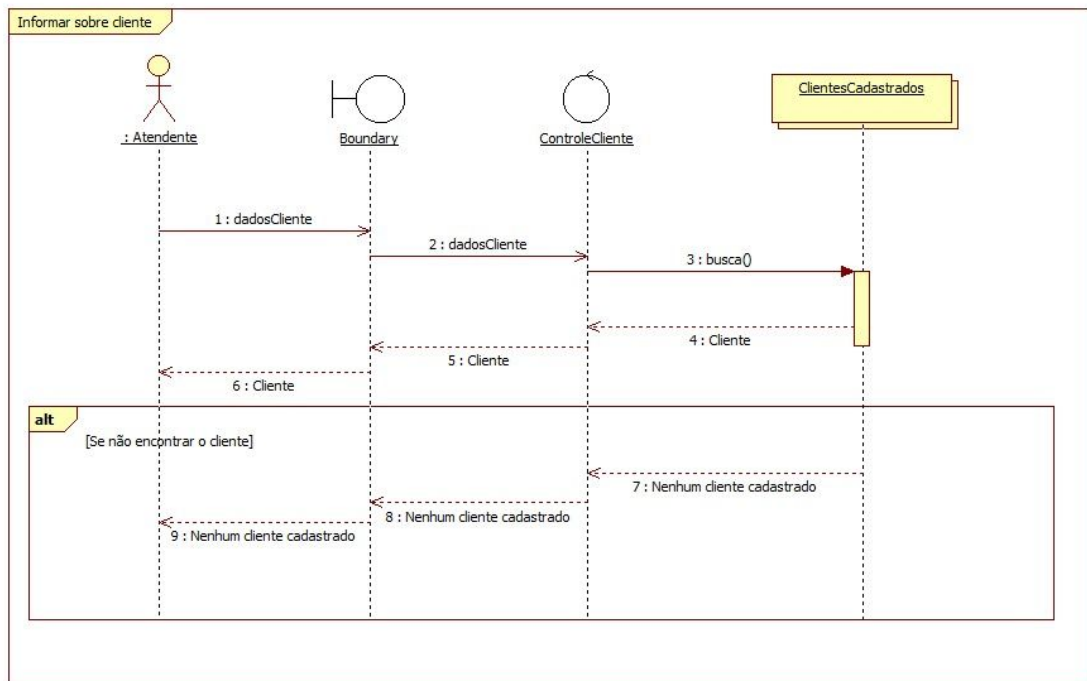 Informar sobre cliente
: Atendente
Boundary
ControleCliente
ClientesCadastrados
1 : dadosCliente
2 : dadosCliente
3 : busca()
4 : Cliente
5 : Cliente
6 : Cliente
alt
[Se não encontrar o cliente]
7 : Nenhum cliente cadastrado
8 : Nenhum cliente cadastrado
9 : Nenhum cliente cadastrado